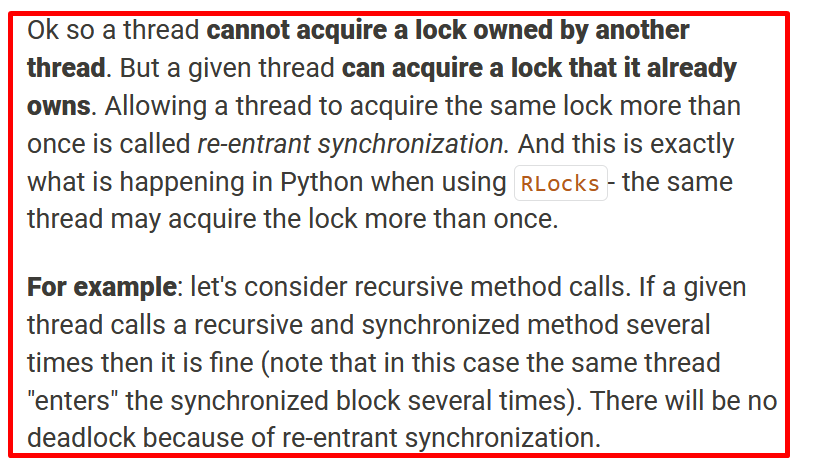 Ok so a thread cannot acquire a lock owned by another
thread. But a given thread can acquire a lock that it already
owns. Allowing a thread to acquire the same lock more than
once is called re-entrant synchronization. And this is exactly
what is happening in Python when using RLocks - the same
thread may acquire the lock more than once.
For example: let's consider recursive method calls. If a given
thread calls a recursive and synchronized method several
times then it is fine (note that in this case the same thread
"enters" the synchronized block several times). There will be no
deadlock because of re-entrant synchronization.